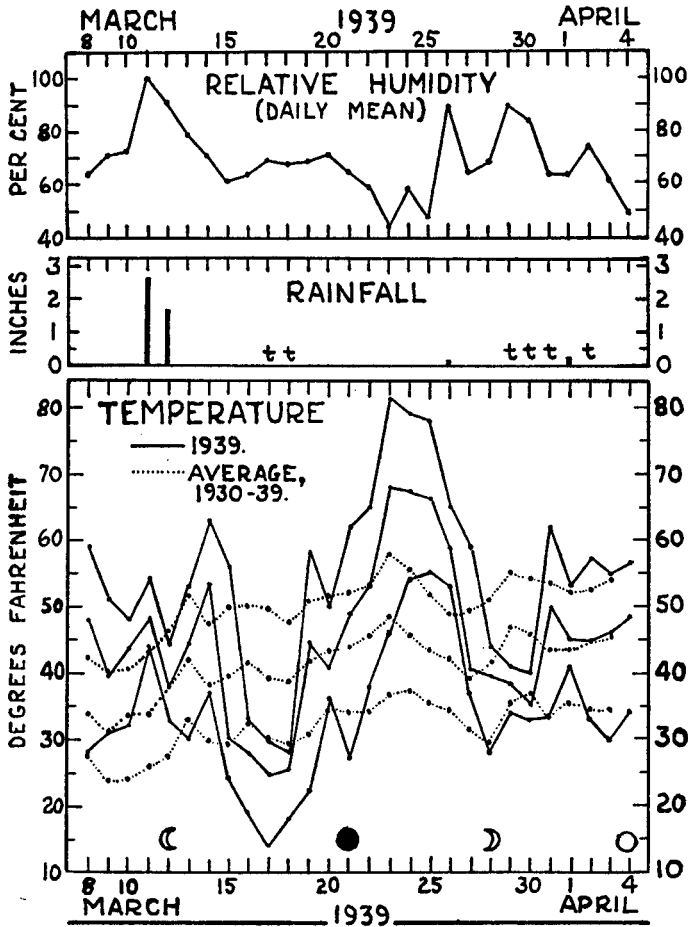 MARCH 1939 APRIL
8 10 15 20 25 30 1 4
RELATIVE HUMIDITY
(DAILY MEAN)
PER CENT
100 100
80 80
60 60
40 40
RAINFALL
INCHES
3 3
2 2
1 1
0 0
t t t t t t
TEMPERATURE
1939.
AVERAGE,
1930-39.
DEGREES FAHRENHEIT
80 80
70 70
60 60
50 50
40 40
30 30
20 20
10 10
8 10 15 20 25 30 1 4
MARCH APRIL
1939